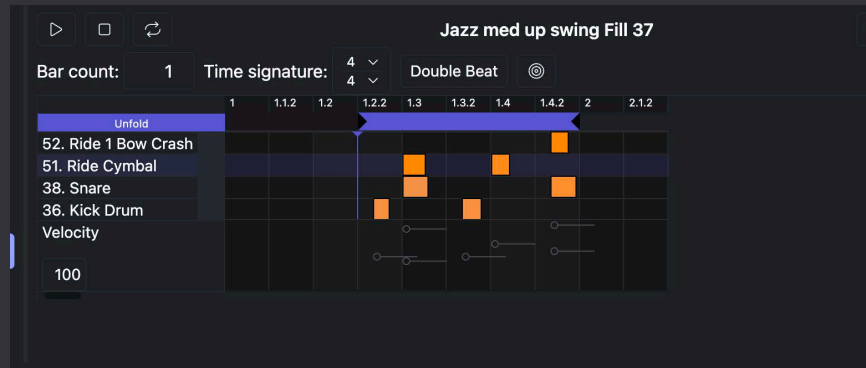 Jazz med up swing Fill 37
Bar count: 1 Time signature: 4 4 Double Beat
1 1.1.2 1.2 1.2.2 1.3 1.3.2 1.4 1.4.2 2 2.1.2
Unfold
52. Ride 1 Bow Crash
51. Ride Cymbal
38. Snare
36. Kick Drum
Velocity
100